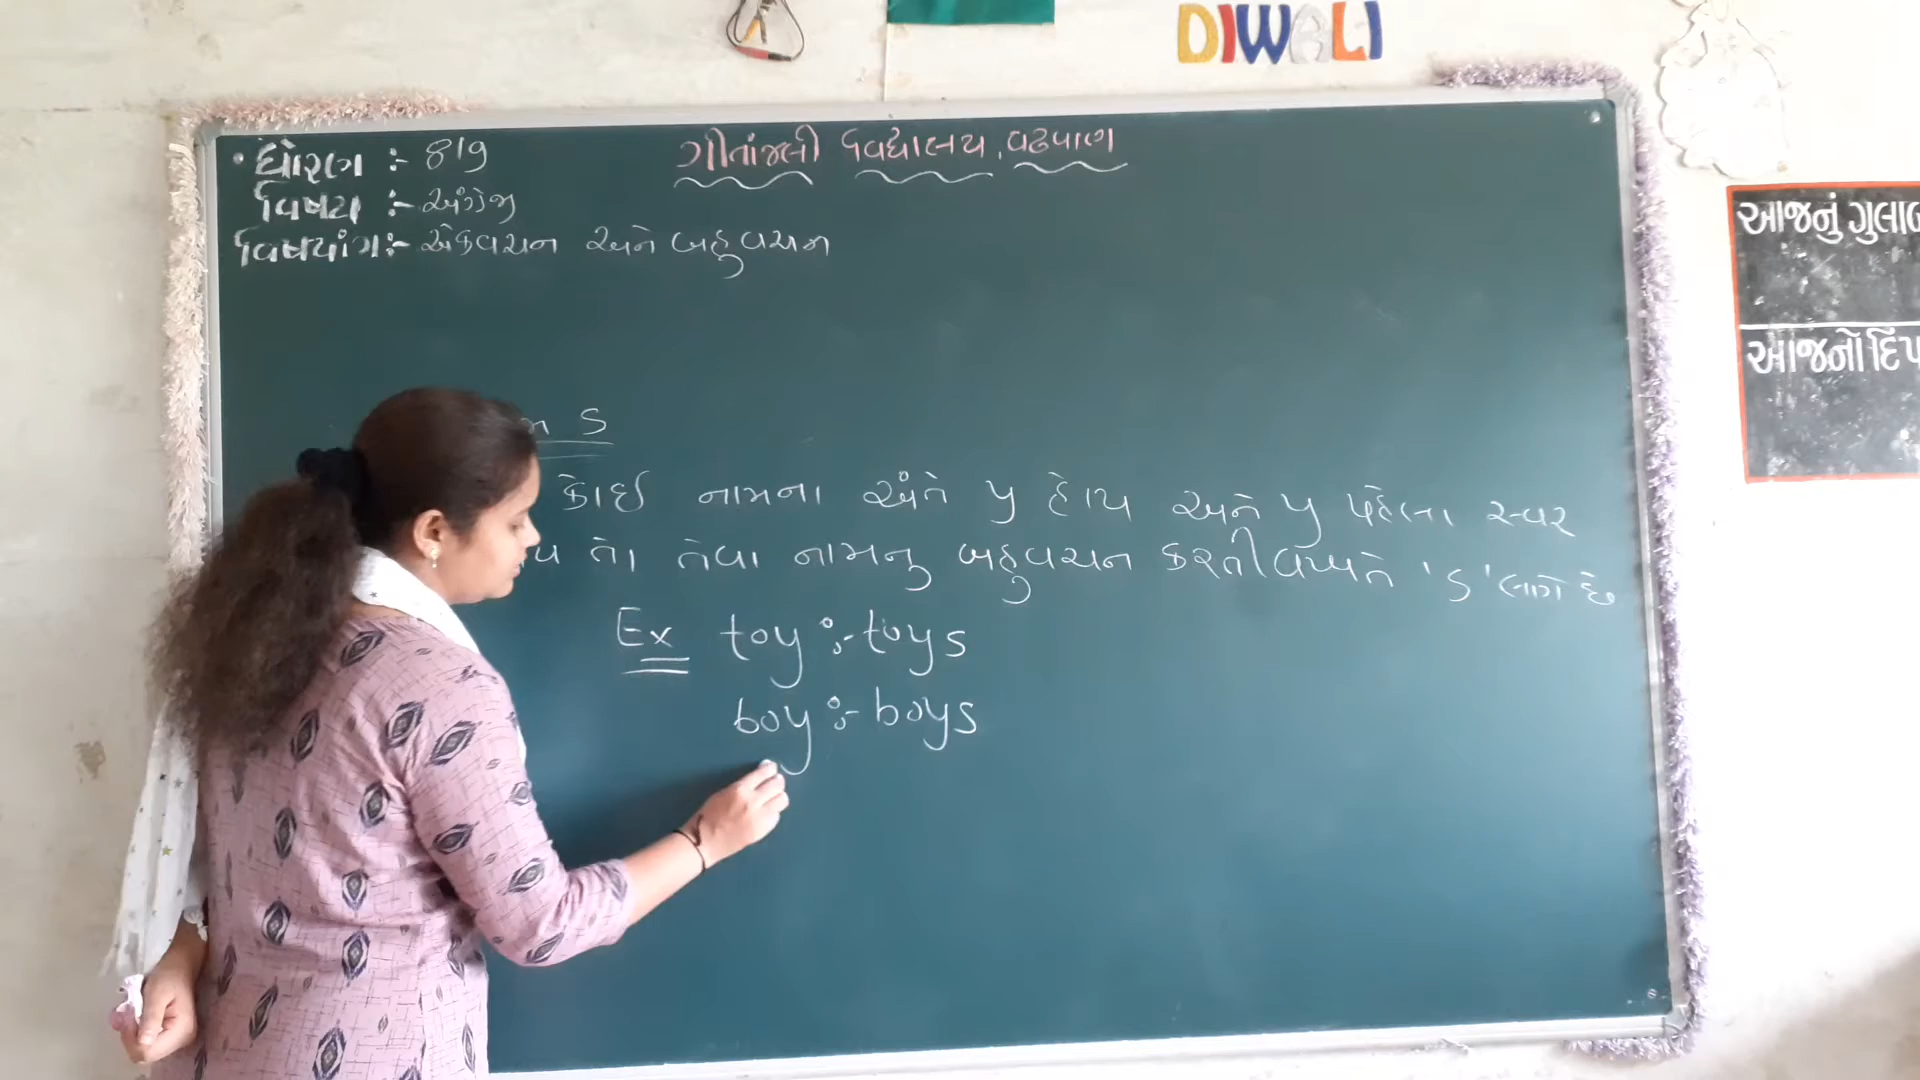 DIWALI
ગીતાંજલી વિદ્યાલય, વઢવાણ
ધોરણ :- 8/9
વિષય :- અંગ્રેજી
વિષયાંગ :- એકવચન અને બહુવચન
આજનું ગુલાબ
આજનો દિપ
S
કોઈ નામના અંતે y હોય અને y પહેલા સ્વર
તો તેવા નામનુ બહુવચન કરતી વખતે 'S' લાગે છે
Ex toy :- toys
boy :- boys